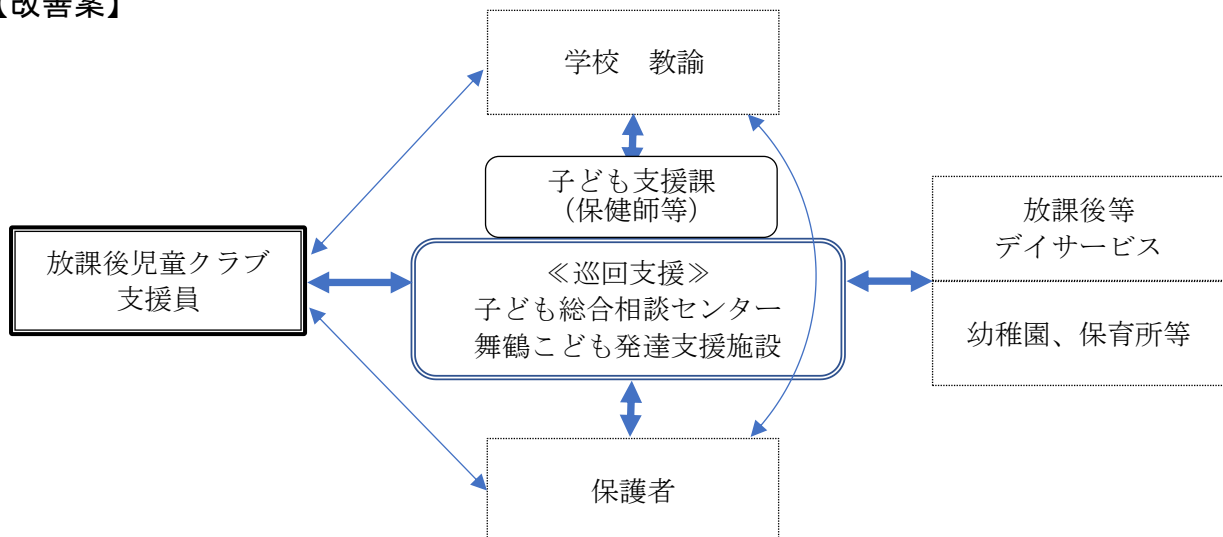 【改善案】
学校　教諭
子ども支援課
（保健師等）
放課後児童クラブ
支援員
≪巡回支援≫
子ども総合相談センター
舞鶴こども発達支援施設
放課後等
デイサービス
幼稚園、保育所等
保護者